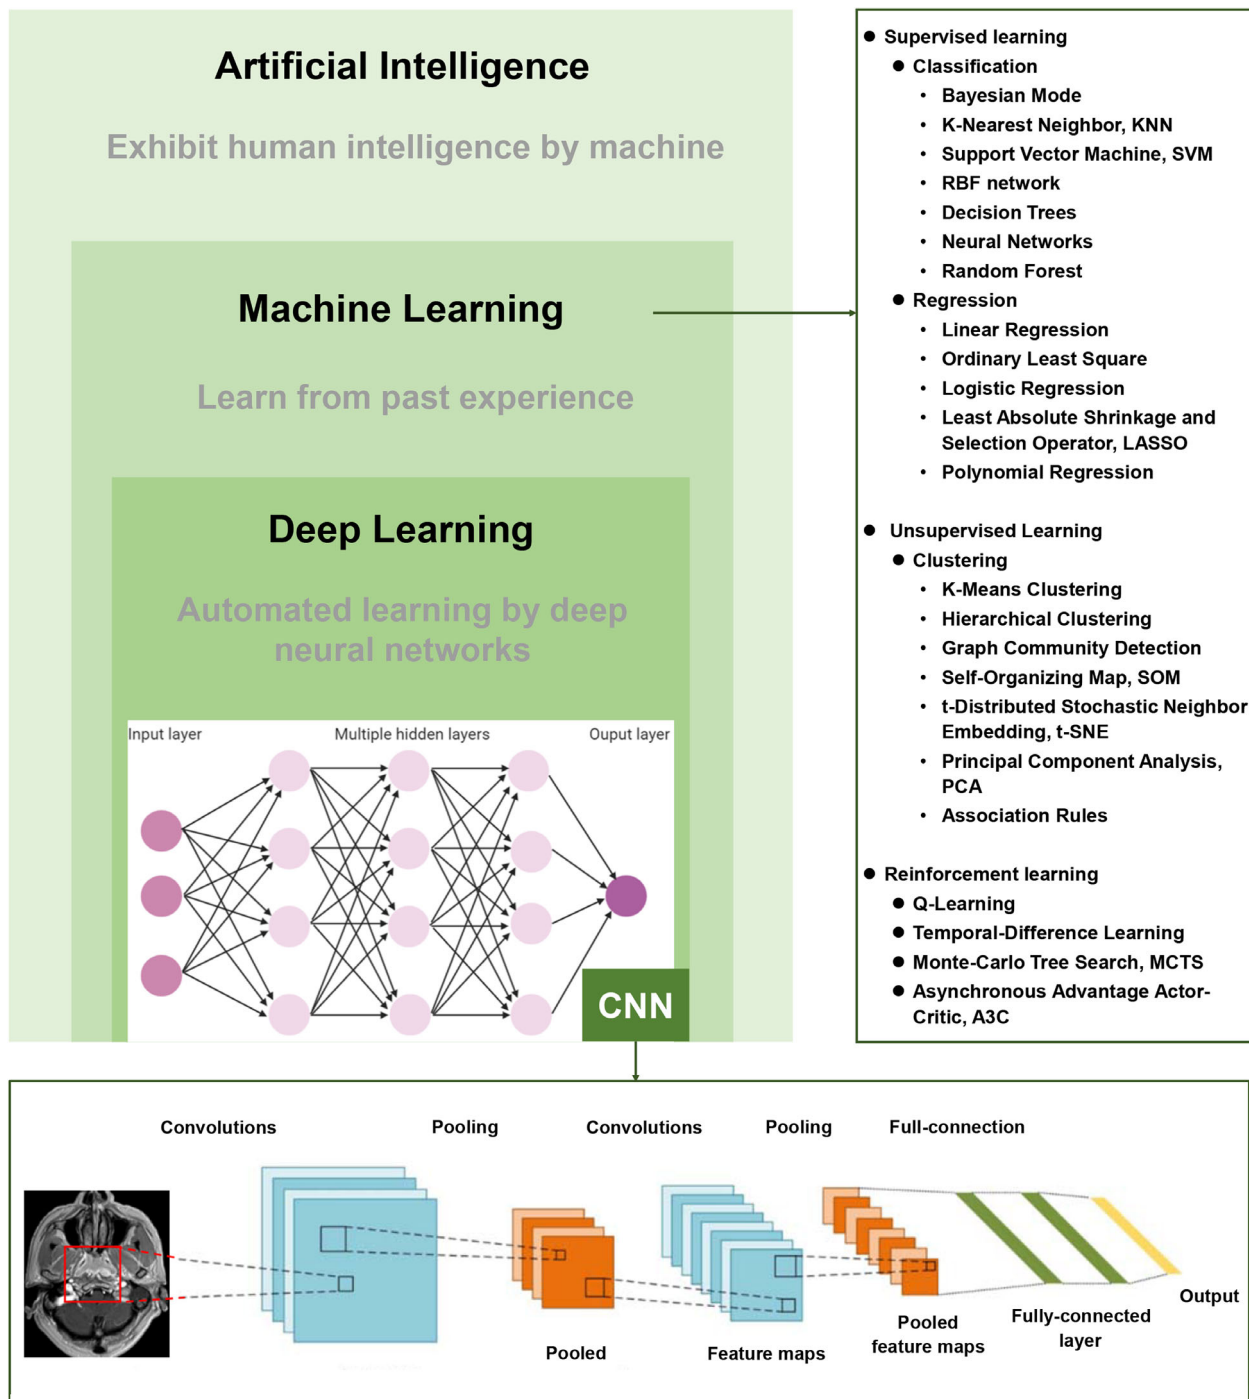 Artificial Intelligence
Exhibit human intelligence by machine
Machine Learning
Learn from past experience
Deep Learning
Automated learning by deep
neural networks
Input layer
Multiple hidden layers
Ouput layer
CNN
Supervised learning
Classification
Bayesian Mode
K-Nearest Neighbor, KNN
Support Vector Machine, SVM
RBF network
Decision Trees
Neural Networks
Random Forest
Regression
Linear Regression
Ordinary Least Square
Logistic Regression
Least Absolute Shrinkage and
Selection Operator, LASSO
Polynomial Regression
Unsupervised Learning
Clustering
K-Means Clustering
Hierarchical Clustering
Graph Community Detection
Self-Organizing Map, SOM
t-Distributed Stochastic Neighbor
Embedding, t-SNE
Principal Component Analysis,
PCA
Association Rules
Reinforcement learning
Q-Learning
Temporal-Difference Learning
Monte-Carlo Tree Search, MCTS
Asynchronous Advantage Actor-
Critic, A3C
Convolutions
Pooling
Convolutions
Pooling
Full-connection
Pooled
Feature maps
Pooled
feature maps
Fully-connected
layer
Output